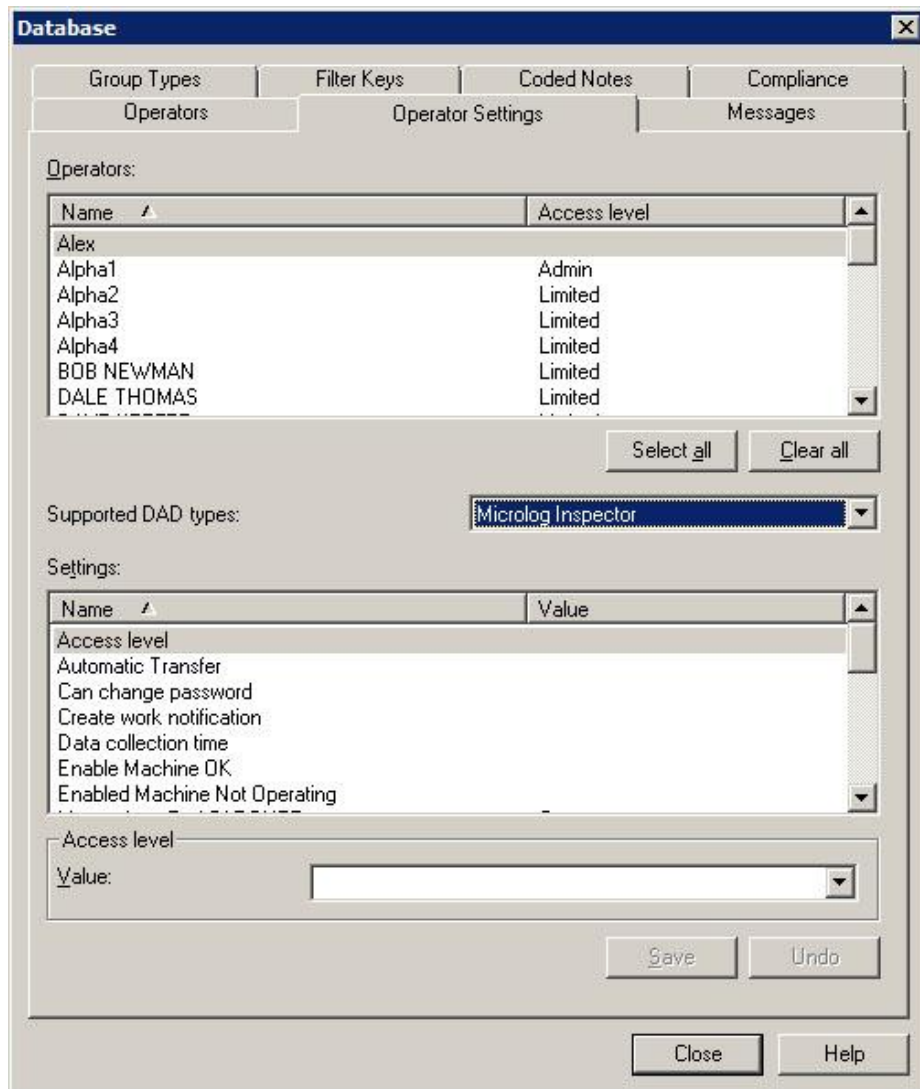 Database
Group Types Filter Keys Coded Notes Compliance
Operators Operator Settings Messages
Operators:
Name Access level
Alex
Alpha1 Admin
Alpha2 Limited
Alpha3 Limited
Alpha4 Limited
BOB NEWMAN Limited
DALE THOMAS Limited
Select all Clear all
Supported DAD types: Microlog Inspector
Settings:
Name Value
Access level
Automatic Transfer
Can change password
Create work notification
Data collection time
Enable Machine OK
Enabled Machine Not Operating
Access level
Value:
Save Undo
Close Help